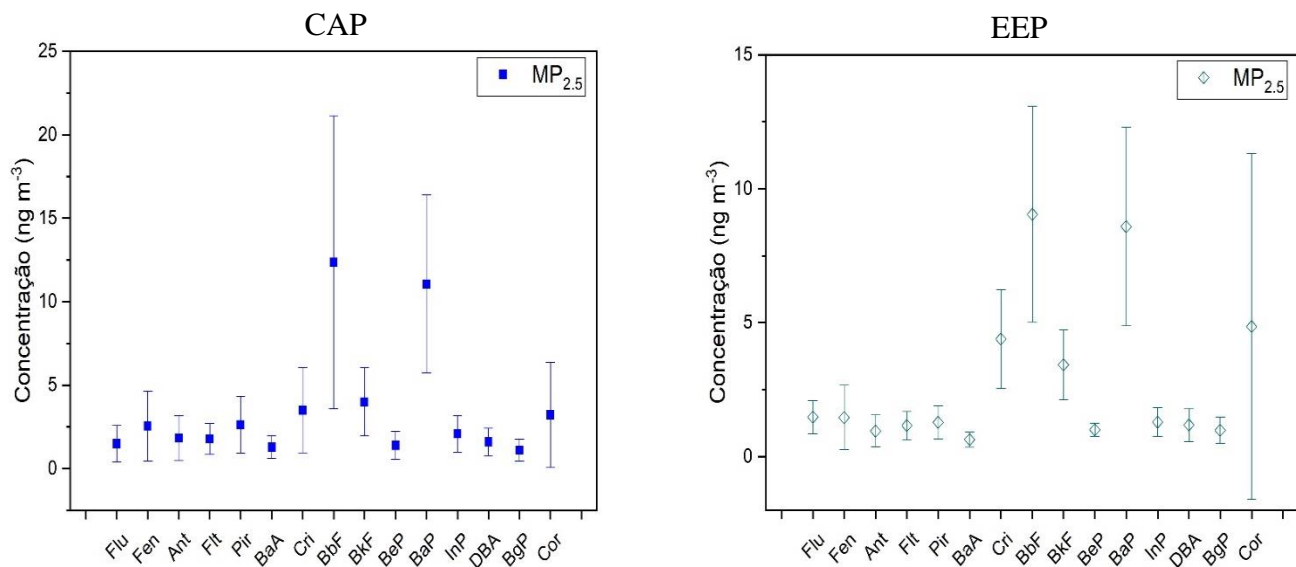 CAP
25
20
15
10
5
0
Concentração (ng m⁻³)
MP₂.₅
Flu Fen Ant Flt Pir BaA Cri BbF BkF BeP BaP InP DBA BgP Cor
EEP
15
10
5
0
Concentração (ng m⁻³)
MP₂.₅
Flu Fen Ant Flt Pir BaA Cri BbF BkF BeP BaP InP DBA BgP Cor